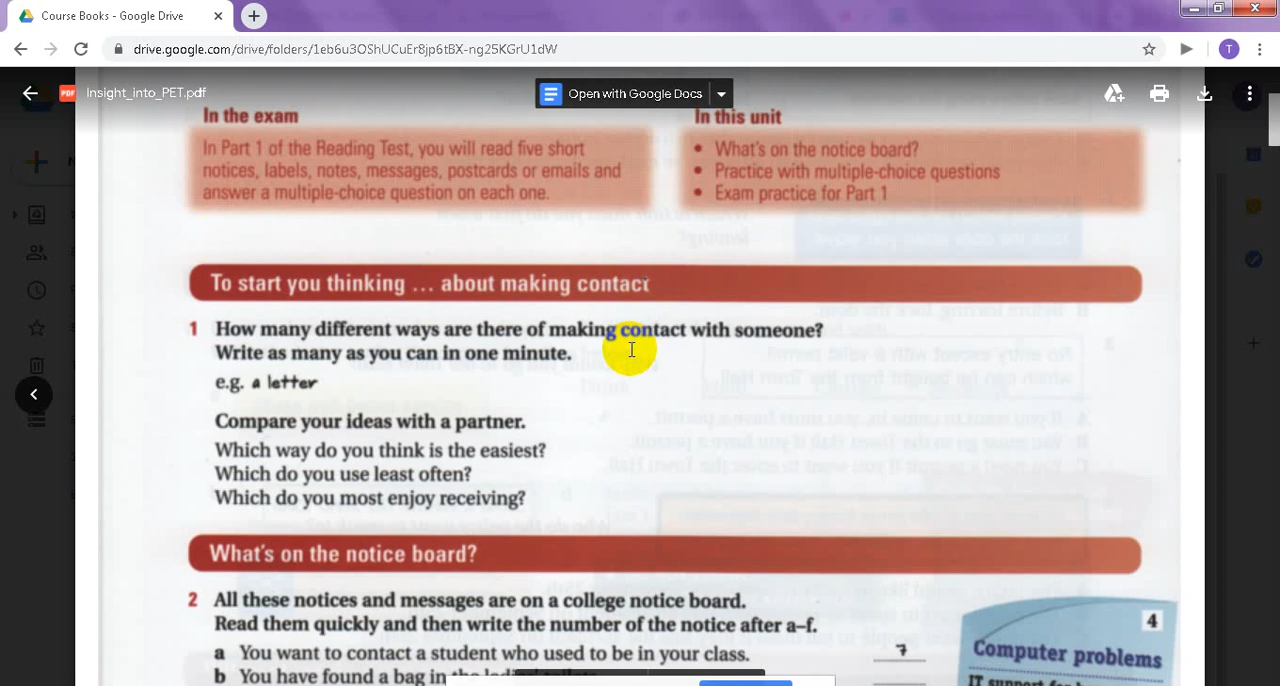 Course Books - Google Drive
drive.google.com/drive/folders/1eb6u3OShUCuEr8jp6tBX-ng25KGrU1dW
T
PDF
Insight_into_PET.pdf
Open with Google Docs
In the exam
In Part 1 of the Reading Test, you will read five short
notices, labels, notes, messages, postcards or emails and
answer a multiple-choice question on each one.
In this unit
• What's on the notice board?
• Practice with multiple-choice questions
• Exam practice for Part 1
To start you thinking ... about making contact
1 How many different ways are there of making contact with someone?
Write as many as you can in one minute.
e.g. a letter
Compare your ideas with a partner.
Which way do you think is the easiest?
Which do you use least often?
Which do you most enjoy receiving?
What's on the notice board?
2 All these notices and messages are on a college notice board.
Read them quickly and then write the number of the notice after a-f.
a You want to contact a student who used to be in your class.
7
b You have found a bag in
4
Computer problems
IT support for